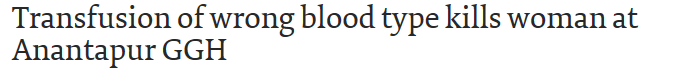 Transfusion of wrong blood type kills woman at
Anantapur GGH